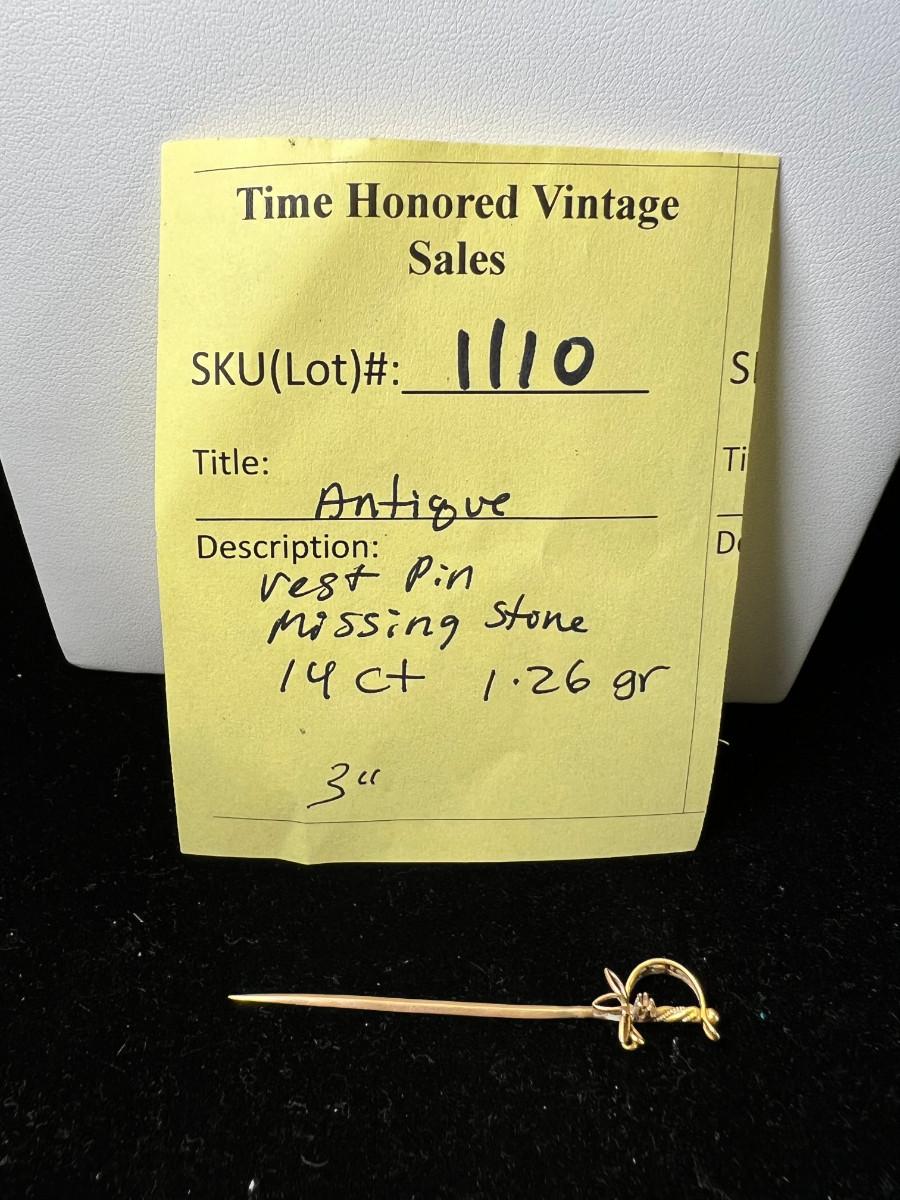 Time Honored Vintage
Sales
SKU(Lot)#: 1110
Title:
Antique
Description:
vest Pin
Missing Stone
14 ct 1.26 gr
3"
S
Ti
D